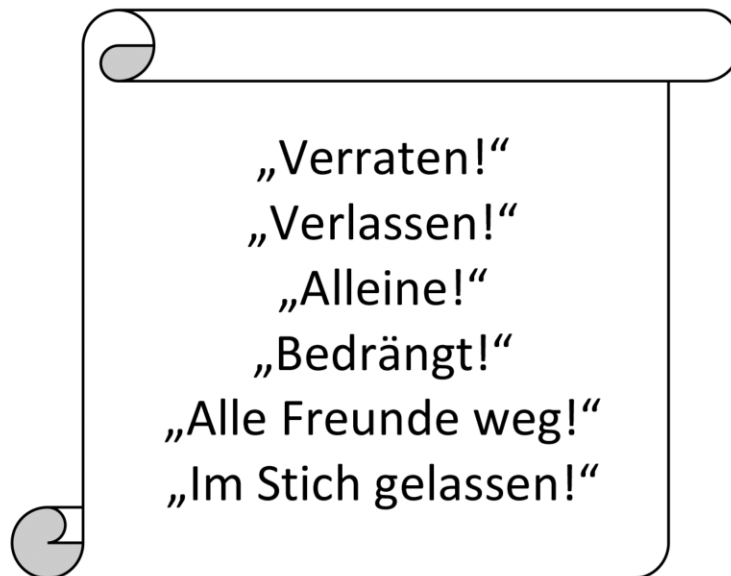 „Verraten!“
„Verlassen!“
„Alleine!“
„Bedrängt!“
„Alle Freunde weg!“
„Im Stich gelassen!“